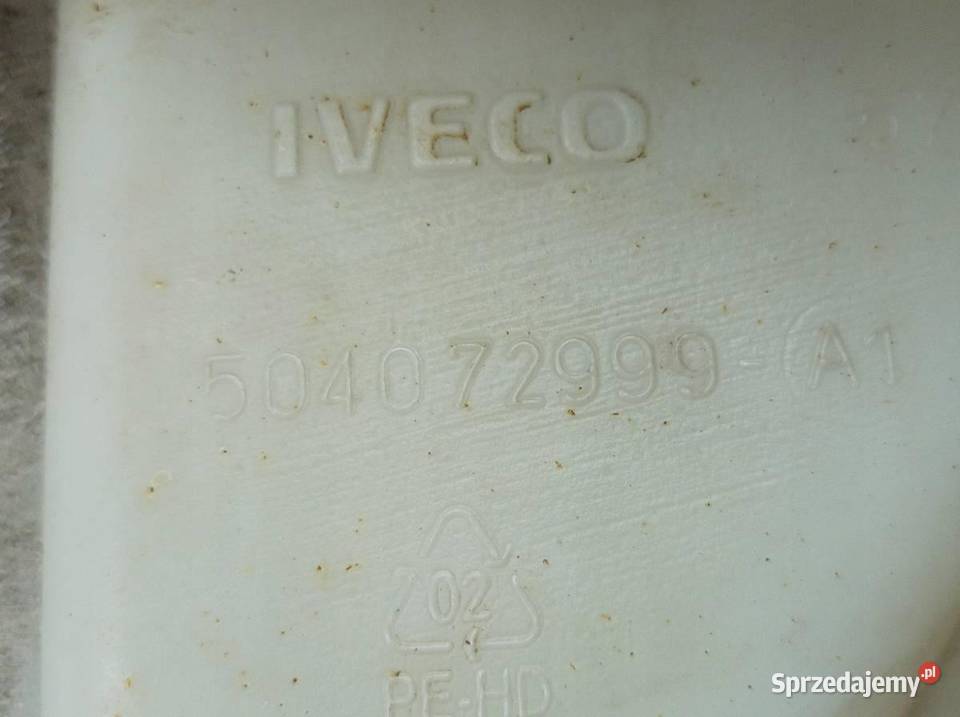 IVECO
504072999-A1
02
PE-HD
Sprzedajemy.pl